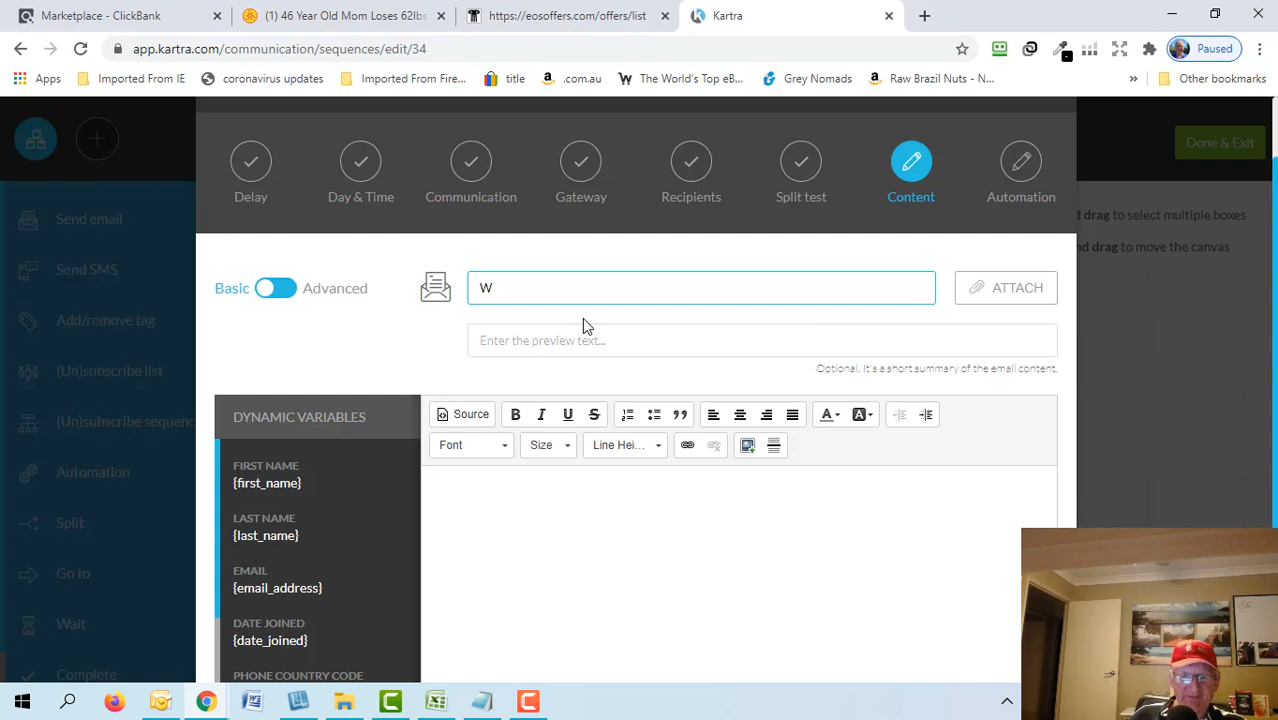 Marketplace - ClickBank
(1) 46 Year Old Mom Loses 62lbs
https://eosoffers.com/offers/list
Kartra
app.kartra.com/communication/sequences/edit/34
Paused
Apps
Imported From IE
coronavirus updates
Imported From Fire...
title
.com.au
The World's Top eB...
Grey Nomads
Raw Brazil Nuts - N...
»
Other bookmarks
Done & Exit
Delay
Day & Time
Communication
Gateway
Recipients
Split test
Content
Automation
Send email
Send SMS
Add/remove tag
(Un)subscribe list
(Un)subscribe sequenc
Automation
Split
Go to
Wait
Complete
d drag to select multiple boxes
nd drag to move the canvas
Basic
Advanced
W
ATTACH
Enter the preview text...
Optional. It's a short summary of the email content.
DYNAMIC VARIABLES
FIRST NAME
{first_name}
LAST NAME
{last_name}
EMAIL
{email_address}
DATE JOINED
{date_joined}
PHONE COUNTRY CODE
Source
B I U S
A A
Font
Size
Line Hei...